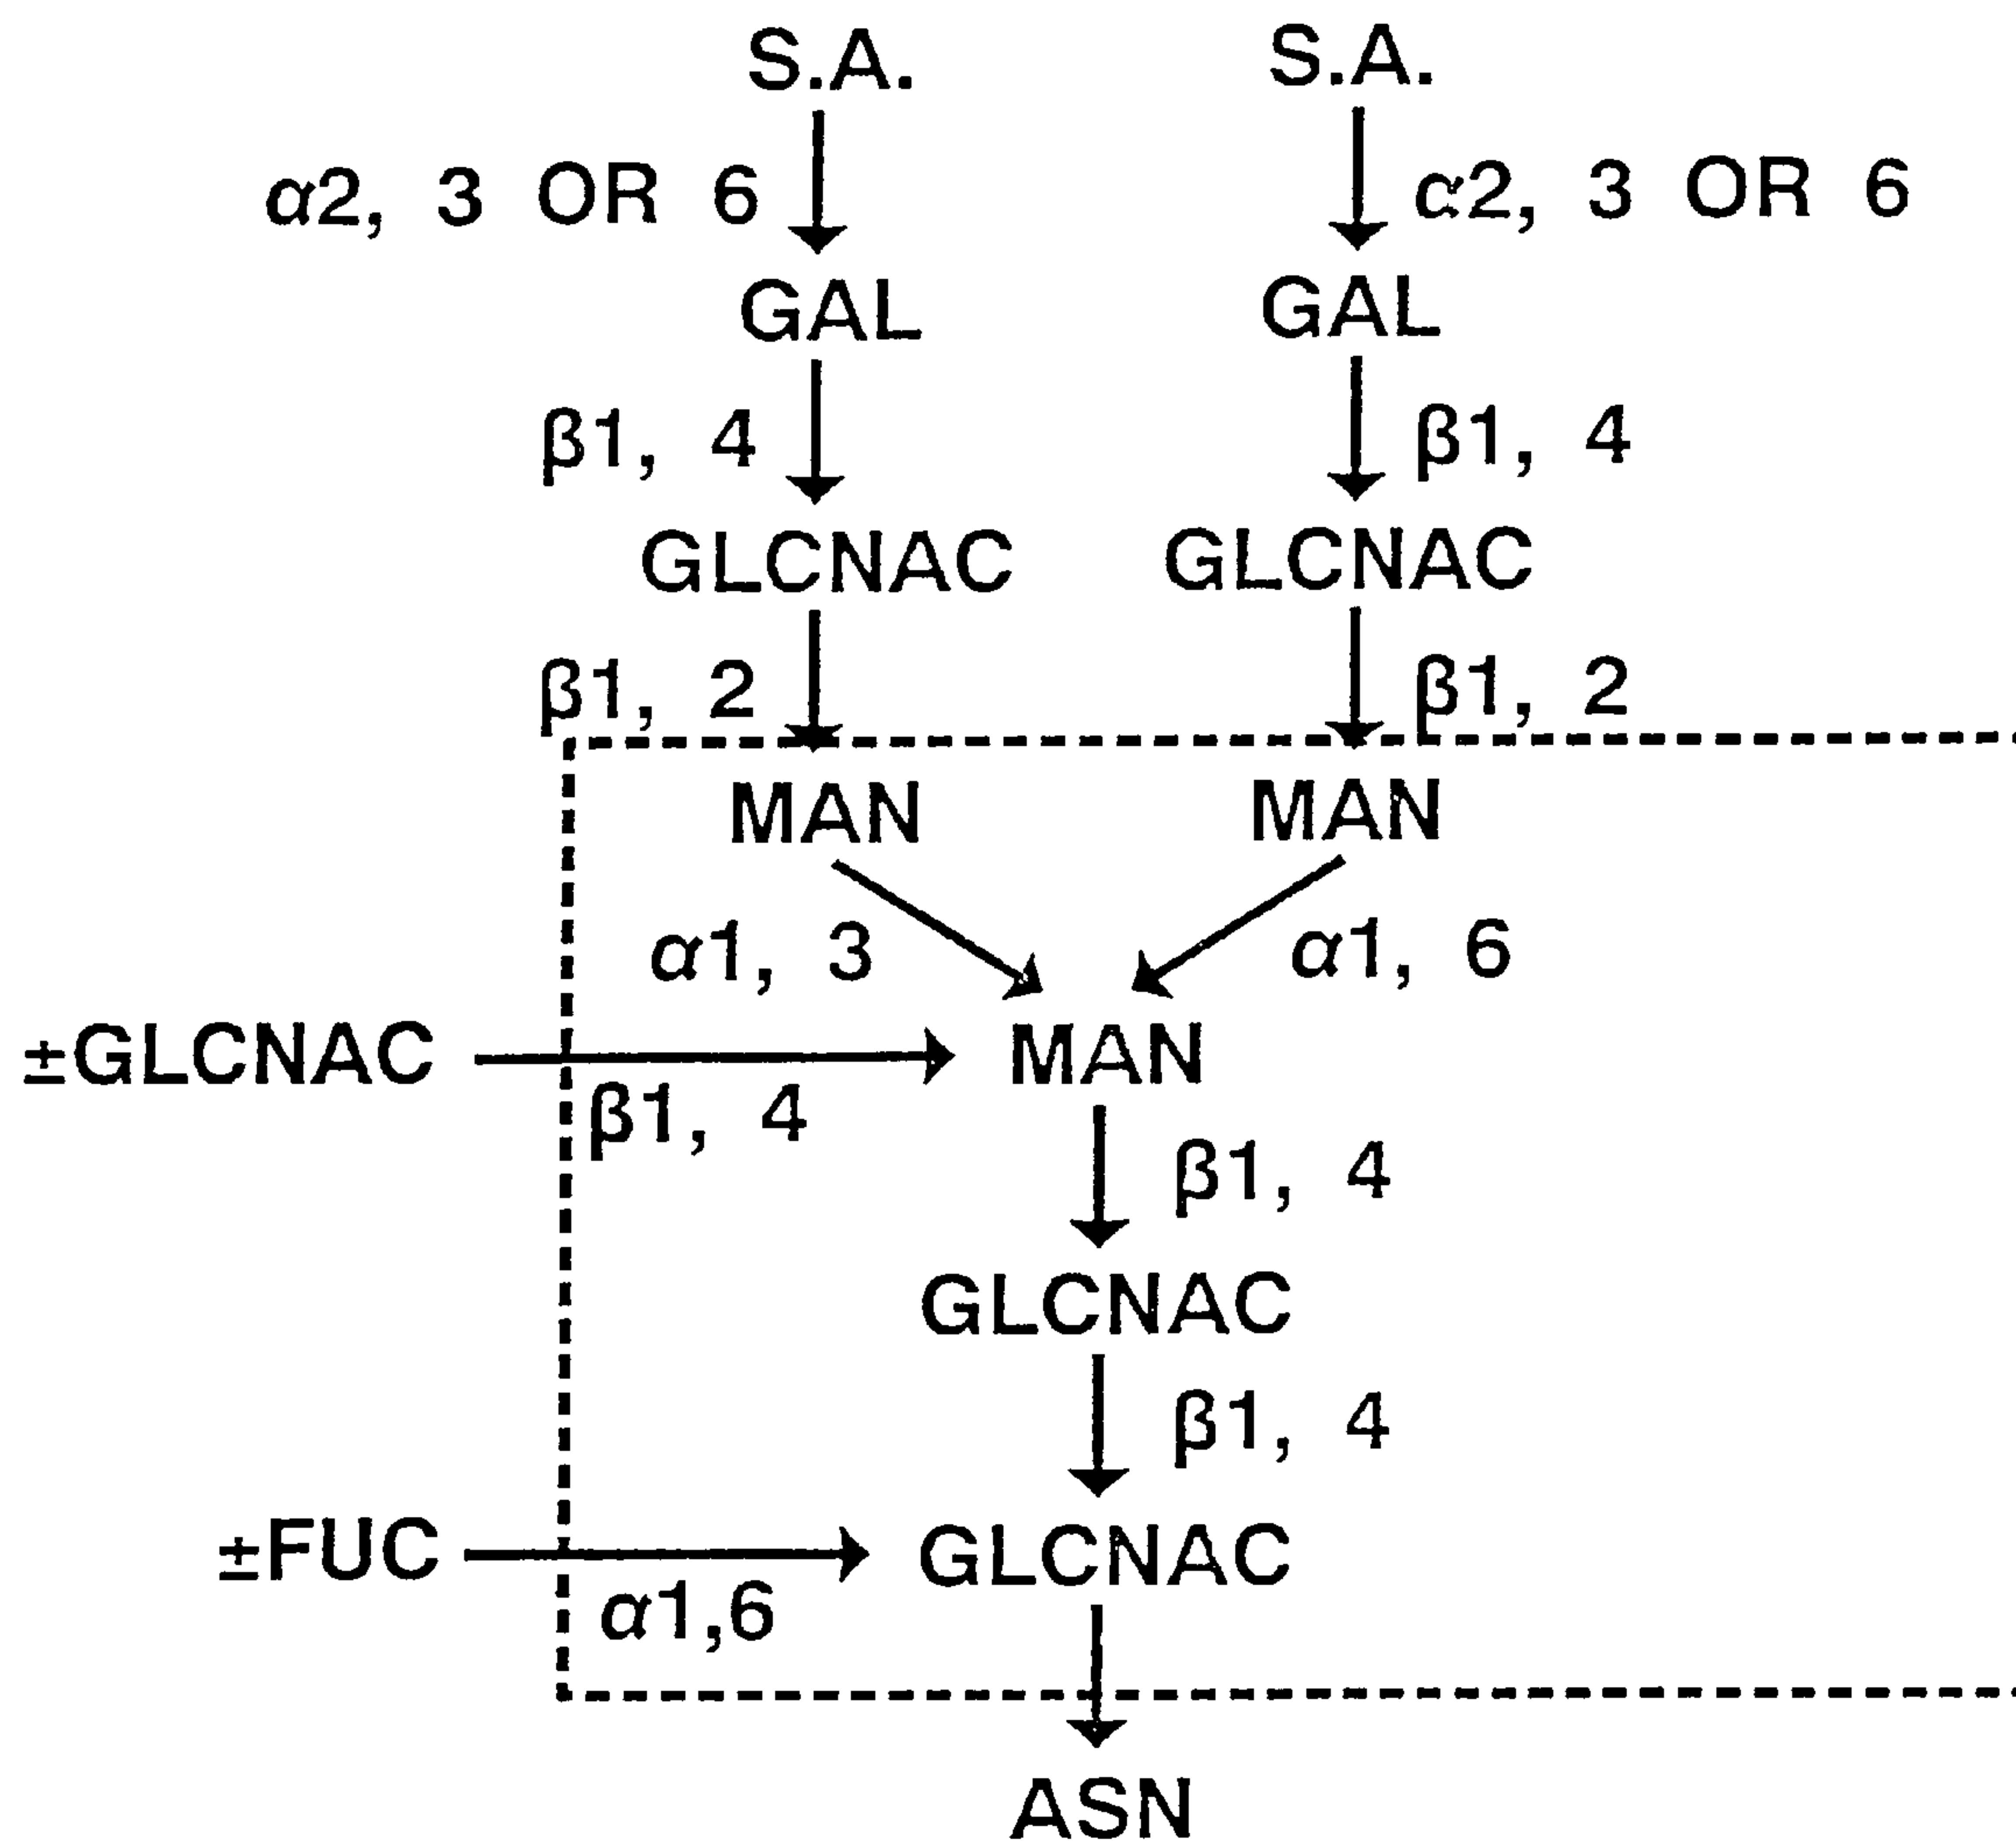 S.A. S.A.
α2, 3 OR 6 α2, 3 OR 6
GAL GAL
β1, 4 β1, 4
GLCNAC GLCNAC
β1, 2 β1, 2
MAN MAN
α1, 3 α1, 6
±GLCNAC MAN
β1, 4
β1, 4
GLCNAC
β1, 4
±FUC GLCNAC
α1,6
ASN